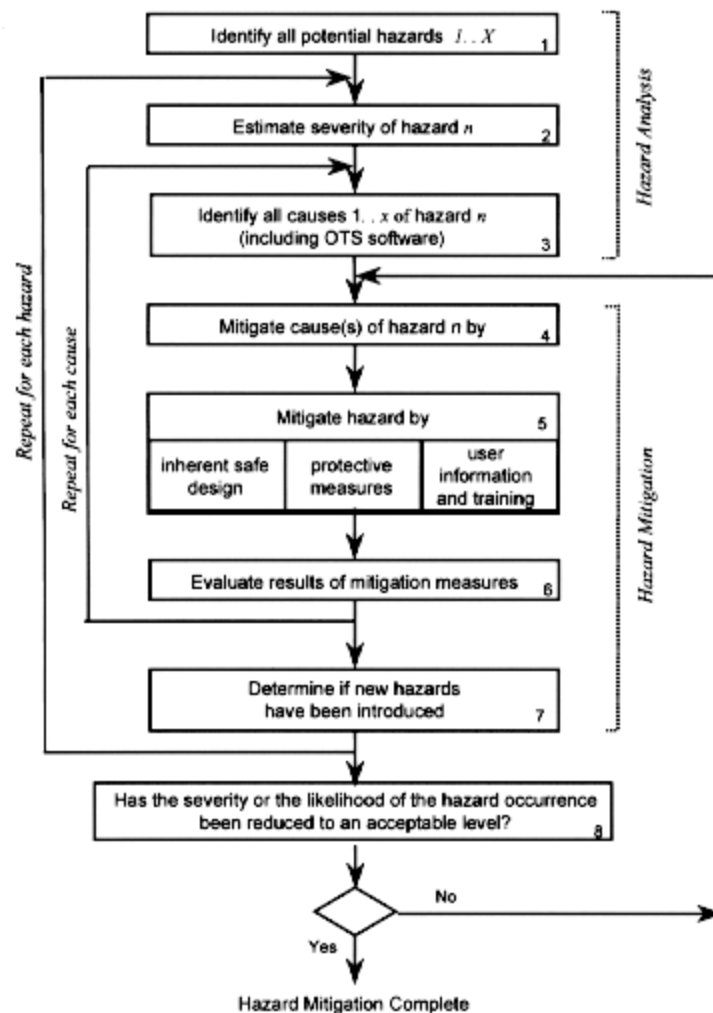 Identify all potential hazards 1. . X
1
Estimate severity of hazard n
2
Identify all causes 1. . x of hazard n
(including OTS software)
3
Mitigate cause(s) of hazard n by
4
Mitigate hazard by
5
inherent safe
design
protective
measures
user
information
and training
Evaluate results of mitigation measures
6
Determine if new hazards
have been introduced
7
Has the severity or the likelihood of the hazard occurrence
been reduced to an acceptable level?
8
No
Yes
Hazard Mitigation Complete
Repeat for each hazard
Repeat for each cause
Hazard Analysis
Hazard Mitigation